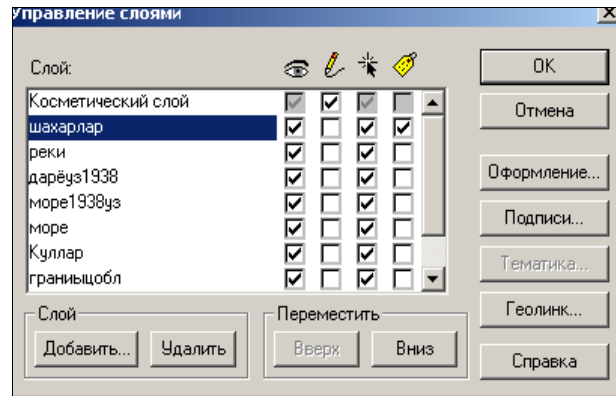 Управление слоями
Слой:
OK
Косметический слой
Отмена
шахарлар
реки
дарёуз1938
Оформление...
море1938уз
Подписи...
море
Куллар
Тематика...
граниыцобл
Слой
Переместить
Геолинк...
Добавить...
Удалить
Вверх
Вниз
Справка